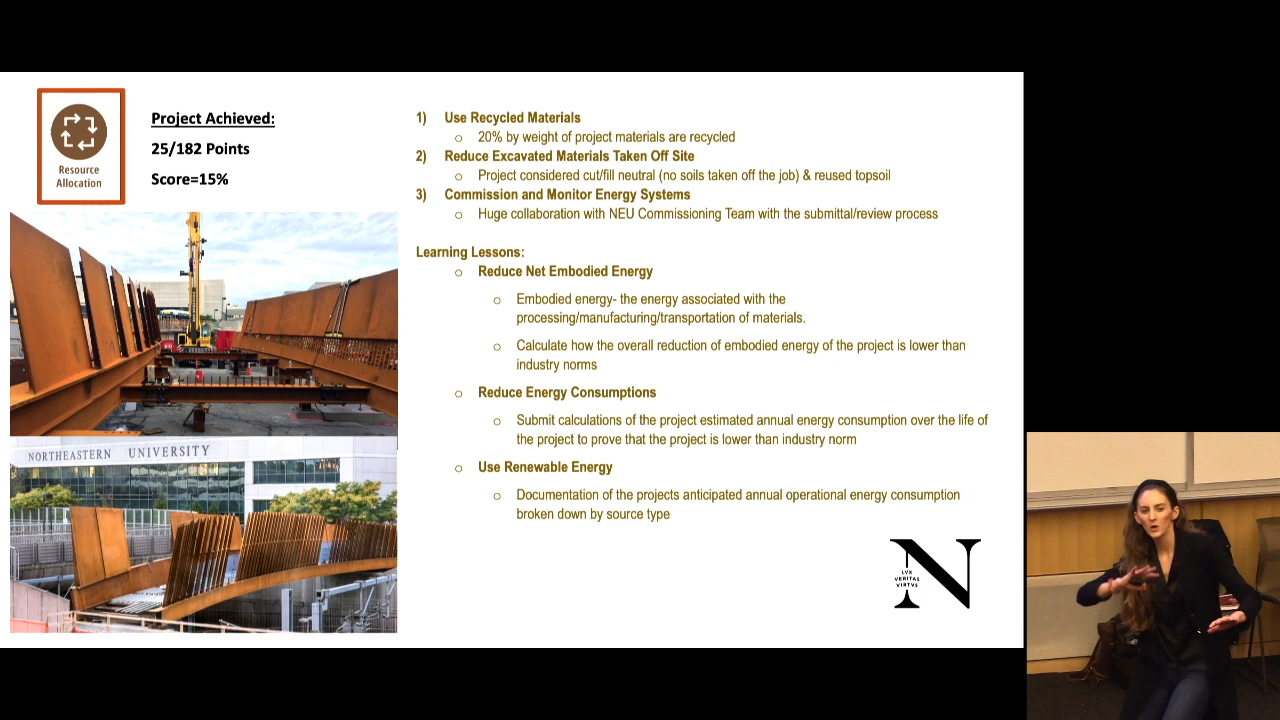 Resource
Allocation
Project Achieved:
25/182 Points
Score=15%
1) Use Recycled Materials
o 20% by weight of project materials are recycled
2) Reduce Excavated Materials Taken Off Site
o Project considered cut/fill neutral (no soils taken off the job) & reused topsoil
3) Commission and Monitor Energy Systems
o Huge collaboration with NEU Commissioning Team with the submittal/review process
Learning Lessons:
o Reduce Net Embodied Energy
o Embodied energy- the energy associated with the
processing/manufacturing/transportation of materials.
o Calculate how the overall reduction of embodied energy of the project is lower than
industry norms
o Reduce Energy Consumptions
o Submit calculations of the project estimated annual energy consumption over the life of
the project to prove that the project is lower than industry norm
o Use Renewable Energy
o Documentation of the projects anticipated annual operational energy consumption
broken down by source type
NORTHEASTERN UNIVERSITY
N
LVX
VERITAS
VIRTVS